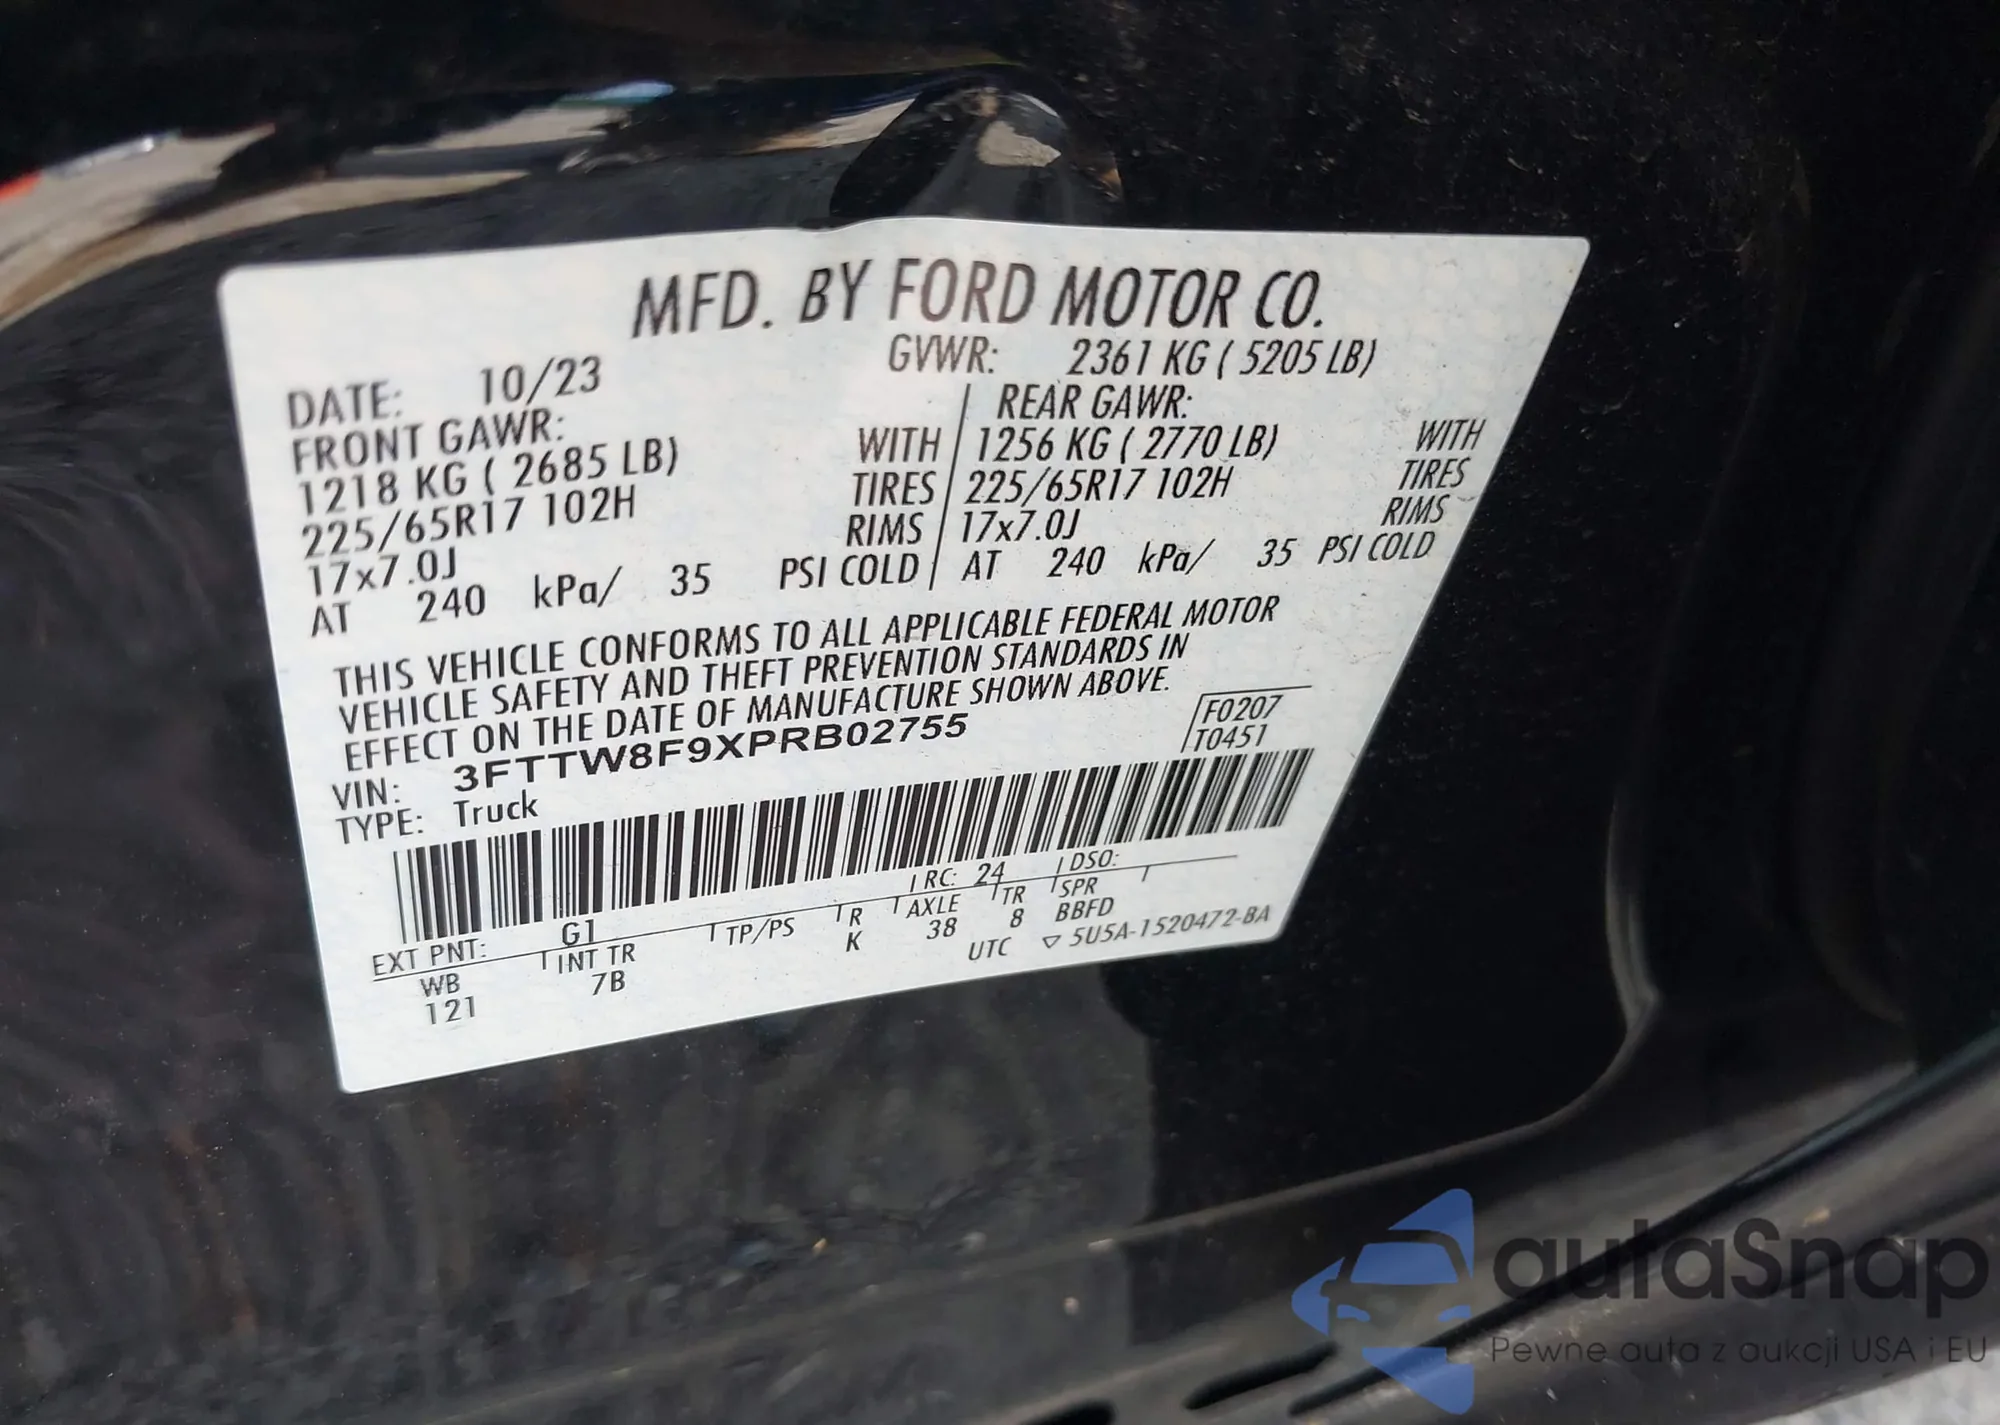 MFD. BY FORD MOTOR CO.
DATE: 10/23 GVWR: 2361 KG ( 5205 LB)
FRONT GAWR: REAR GAWR:
1218 KG ( 2685 LB) WITH 1256 KG ( 2770 LB) WITH
225/65R17 102H TIRES 225/65R17 102H TIRES
17x7.0J RIMS 17x7.0J RIMS
AT 240 kPa/ 35 PSI COLD AT 240 kPa/ 35 PSI COLD
THIS VEHICLE CONFORMS TO ALL APPLICABLE FEDERAL MOTOR
VEHICLE SAFETY AND THEFT PREVENTION STANDARDS IN
EFFECT ON THE DATE OF MANUFACTURE SHOWN ABOVE.
VIN: 3FTTW8F9XPRB02755 F0207
TYPE: Truck T0451
EXT PNT: G1 RC: 24 DSO:
WB INT TR TP/PS R AXLE TR SPR
121 7B K 38 8 BBFD
UTC ▽ 5U5A-1520472-BA
autaSnap
Pewne auta z aukcji USA i EU